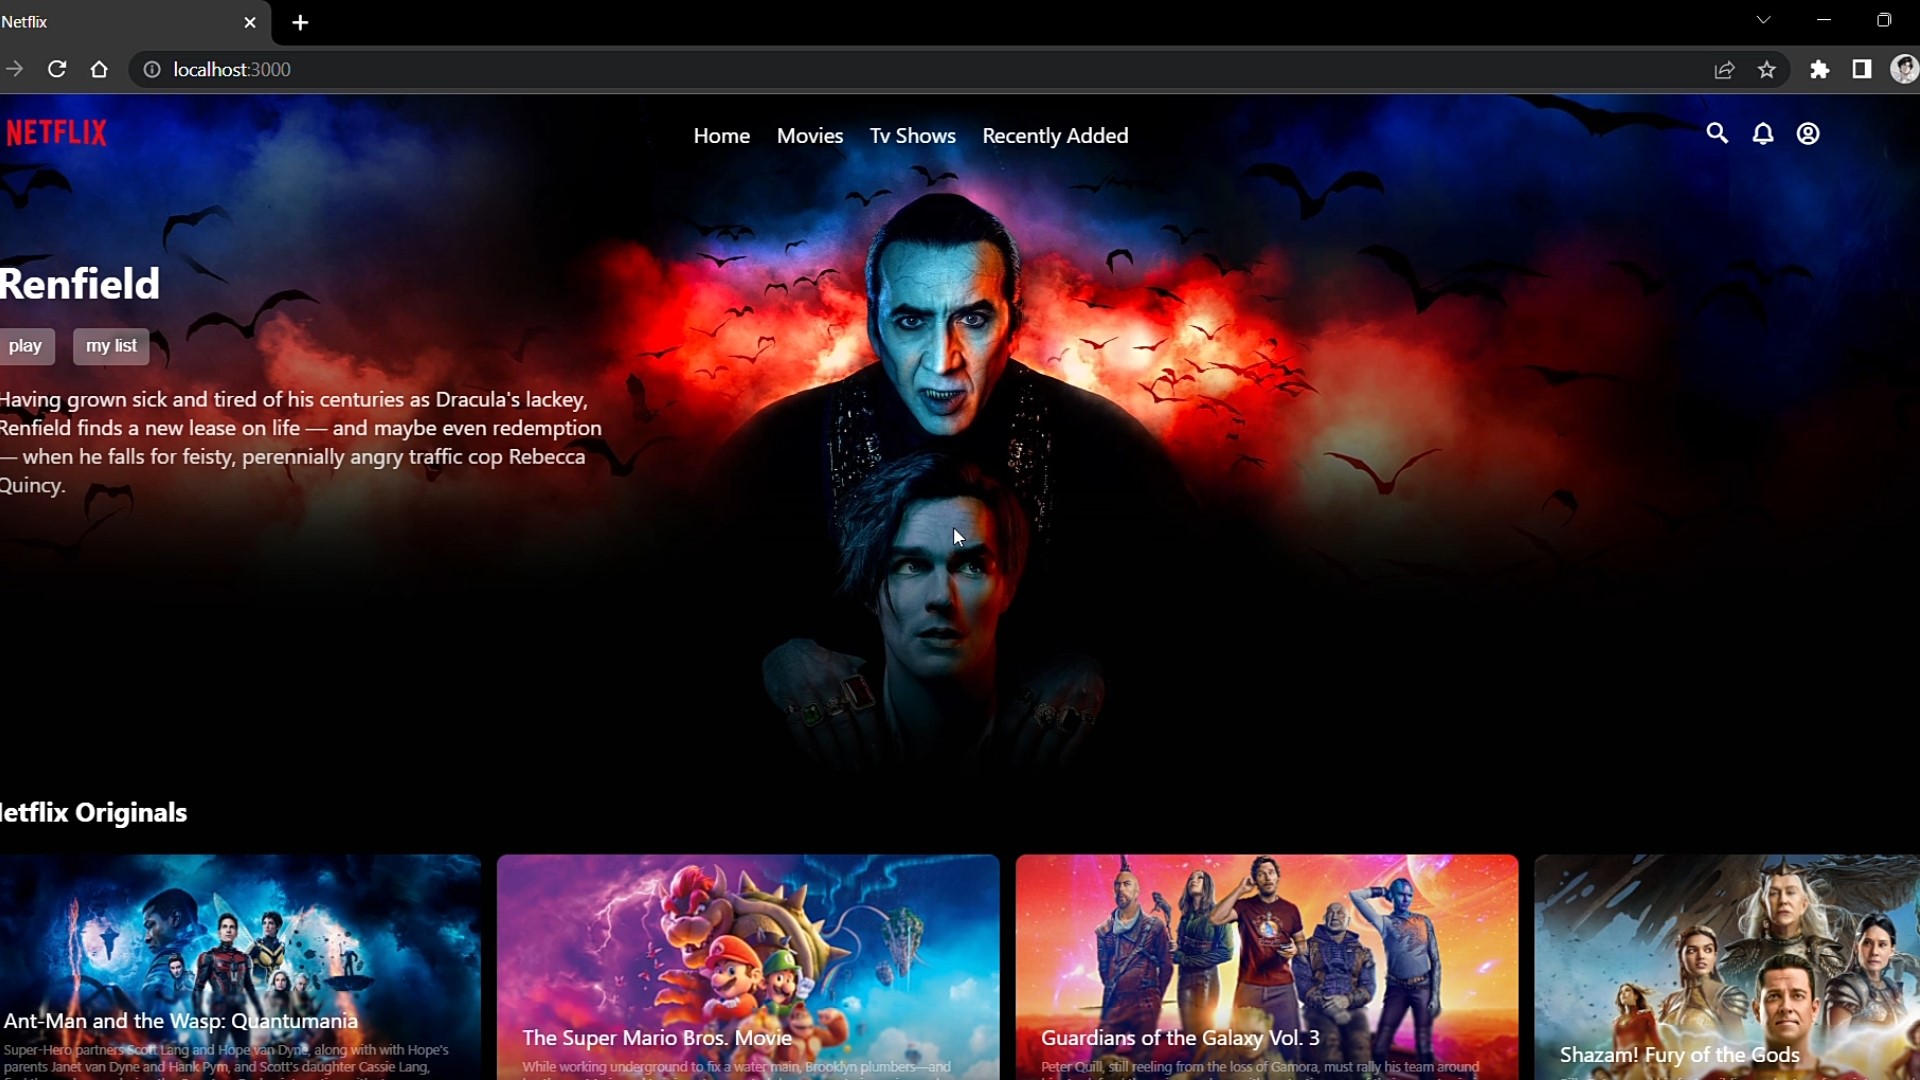 Netflix
localhost:3000
NETFLIX
Home Movies Tv Shows Recently Added
Renfield
play my list
Having grown sick and tired of his centuries as Dracula's lackey,
Renfield finds a new lease on life — and maybe even redemption
— when he falls for feisty, perennially angry traffic cop Rebecca
Quincy.
Netflix Originals
Ant-Man and the Wasp: Quantumania
Super-Hero partners Scott Lang and Hope van Dyne, along with with Hope's
parents Janet van Dyne and Hank Pym, and Scott's daughter Cassie Lang,
The Super Mario Bros. Movie
While working underground to fix a water main, Brooklyn plumbers—and
Guardians of the Galaxy Vol. 3
Peter Quill, still reeling from the loss of Gamora, must rally his team around
Shazam! Fury of the Gods